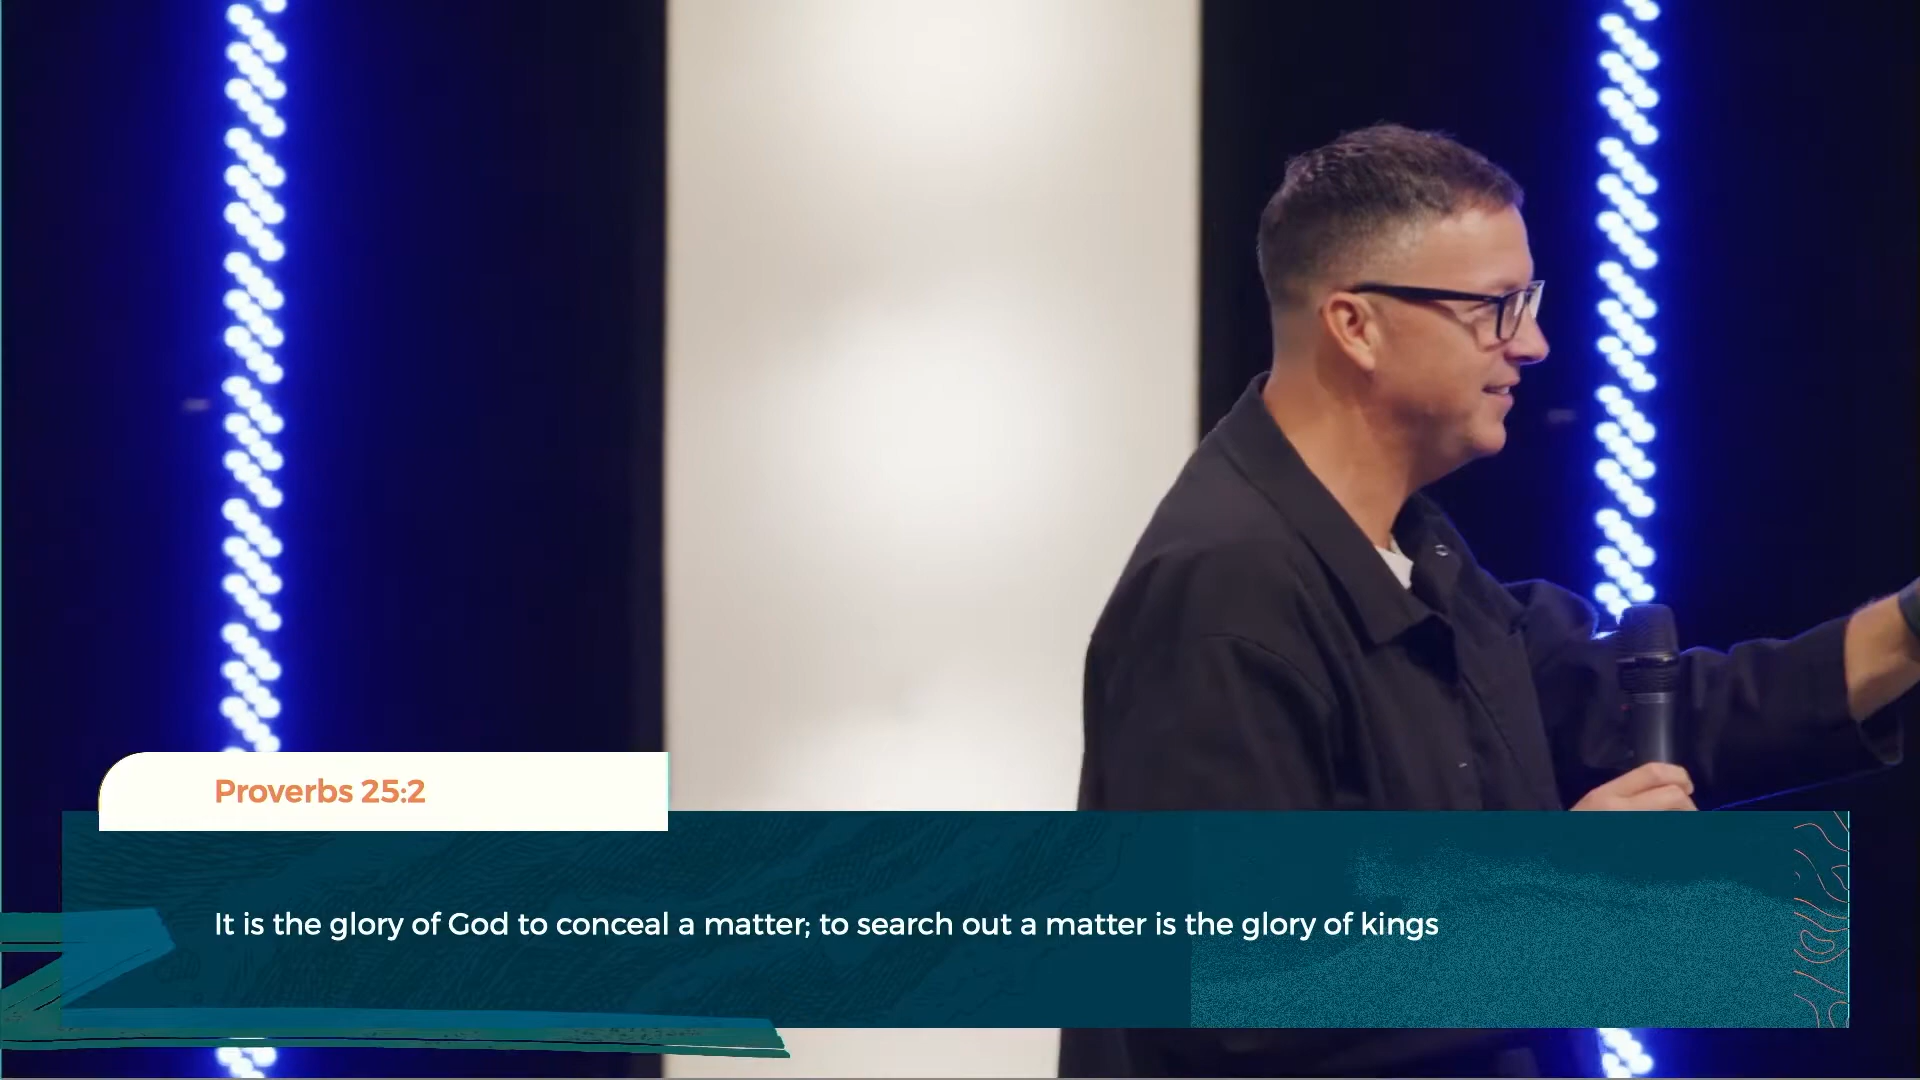 Proverbs 25:2
It is the glory of God to conceal a matter; to search out a matter is the glory of kings